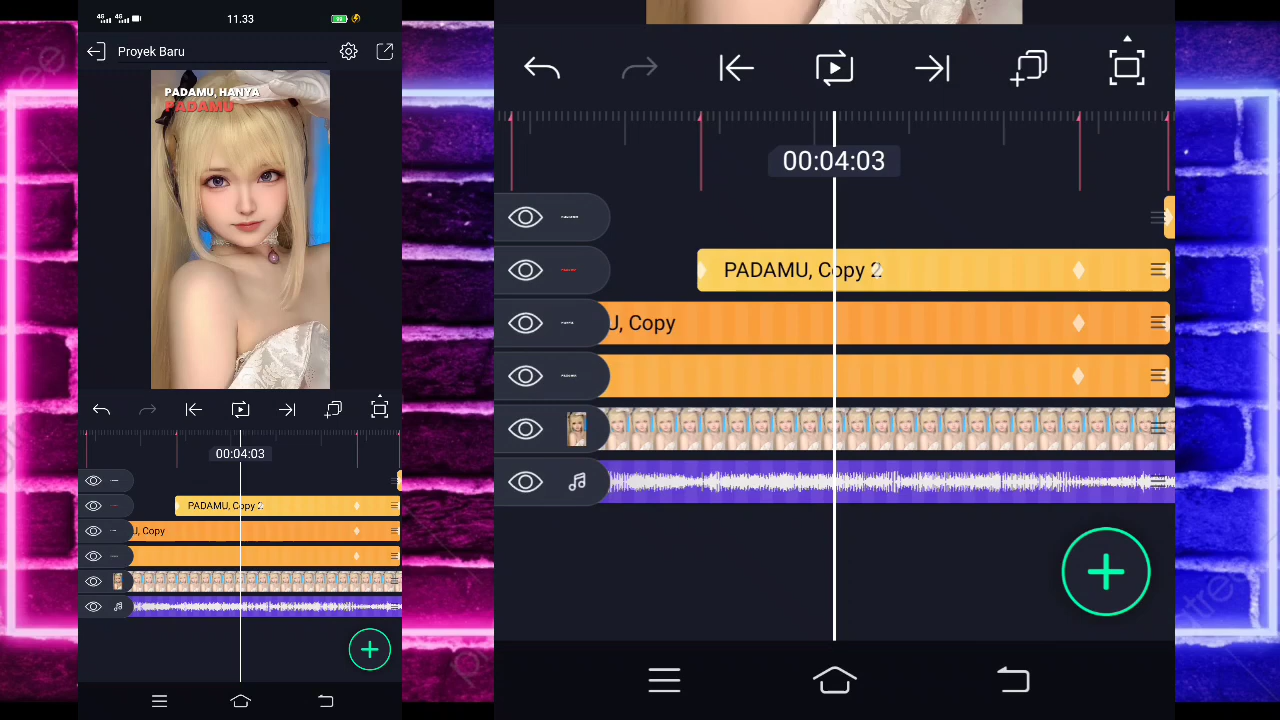 11.33
Proyek Baru
PADAMU, HANYA
PADAMU
00:04:03
PADAMU, Copy 2
U, Copy
00:04:03
PADAMU, Copy 2
U, Copy